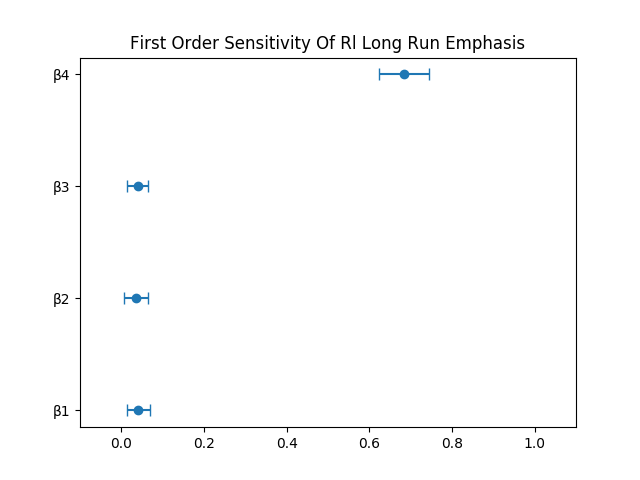 First Order Sensitivity Of Rl Long Run Emphasis
β4
β3
β2
β1
0.0 0.2 0.4 0.6 0.8 1.0